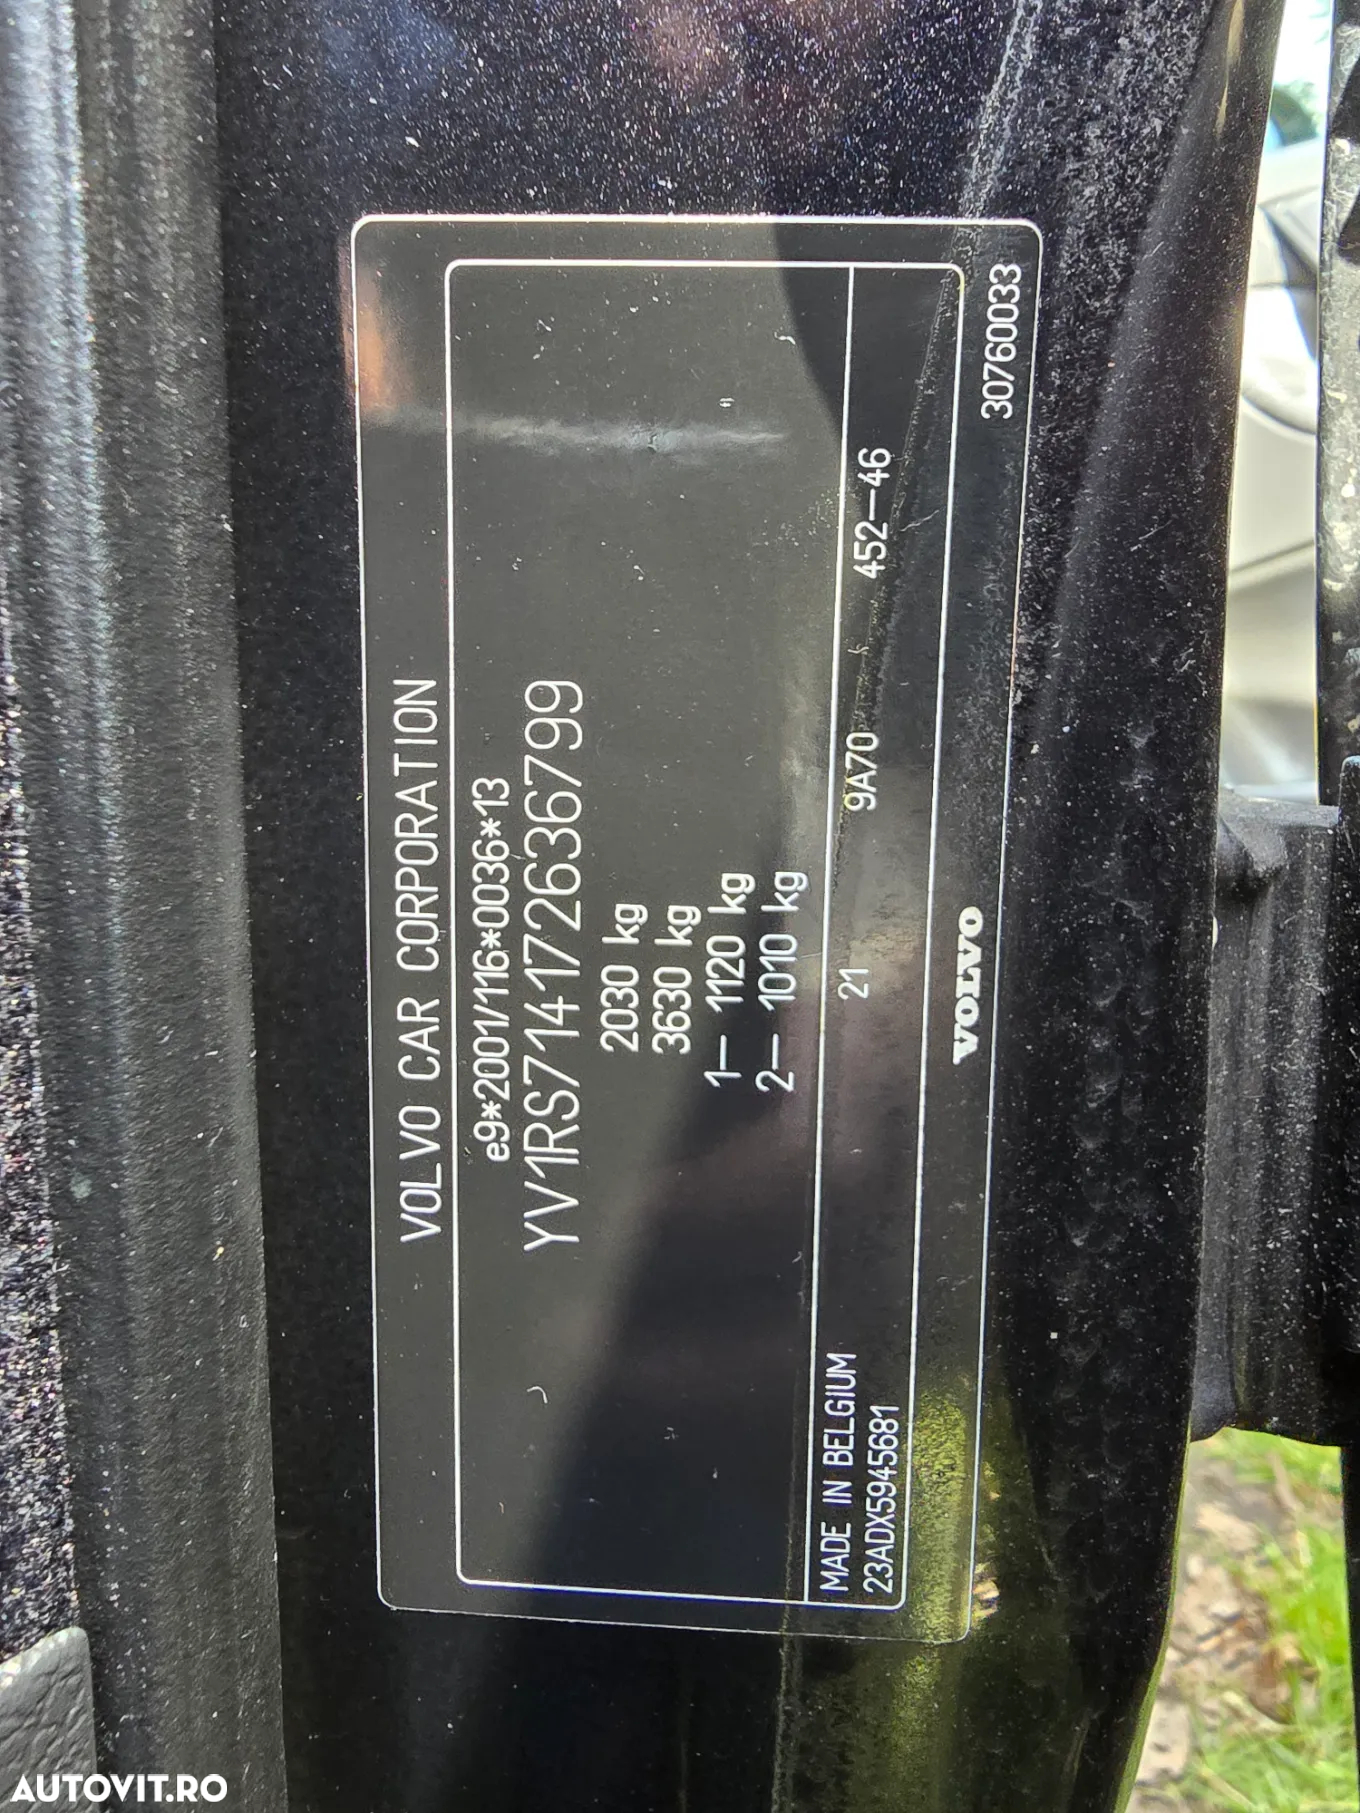 VOLVO CAR CORPORATION
e9*2001/116*0036*13
YV1RS714172636799
2030 kg
3630 kg
1– 1120 kg
2– 1010 kg
MADE IN BELGIUM 21 9A70 452–46
23ADX5945681
VOLVO
30760033
AUTOVIT.RO